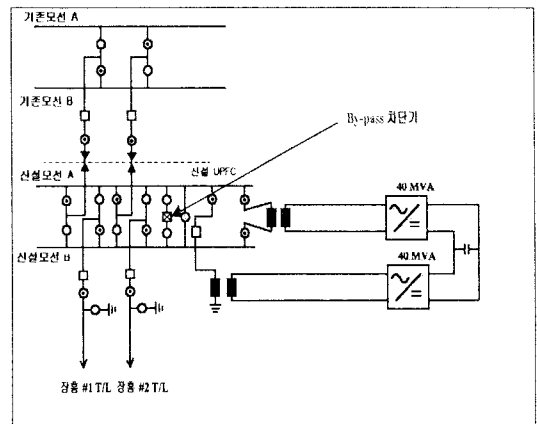 기존모선 A
기존모선 B
By-pass 차단기
신설모선 A
신설 UPFC
40 MVA
신설모선 B
40 MVA
장흥 #1 T/L 장흥 #2 T/L